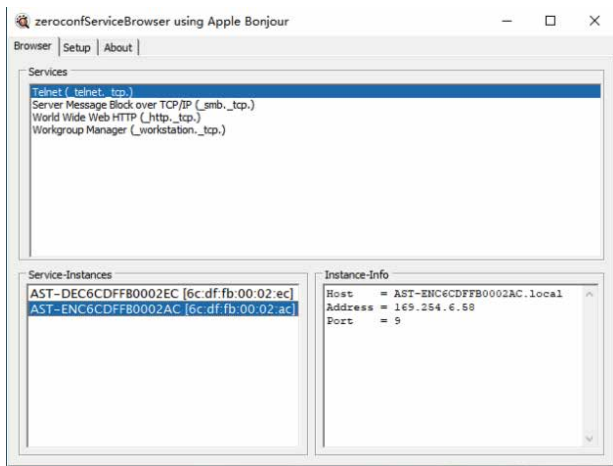 zeroconfServiceBrowser using Apple Bonjour
Browser Setup About
Services
Telnet (_telnet._tcp.)
Server Message Block over TCP/IP (_smb._tcp.)
World Wide Web HTTP (_http._tcp.)
Workgroup Manager (_workstation._tcp.)
Service-Instances
AST-DEC6CDFFB0002EC [6c:df:fb:00:02:ec]
AST-ENC6CDFFB0002AC [6c:df:fb:00:02:ac]
Instance-Info
Host = AST-ENC6CDFFB0002AC.local
Address = 169.254.6.58
Port = 9